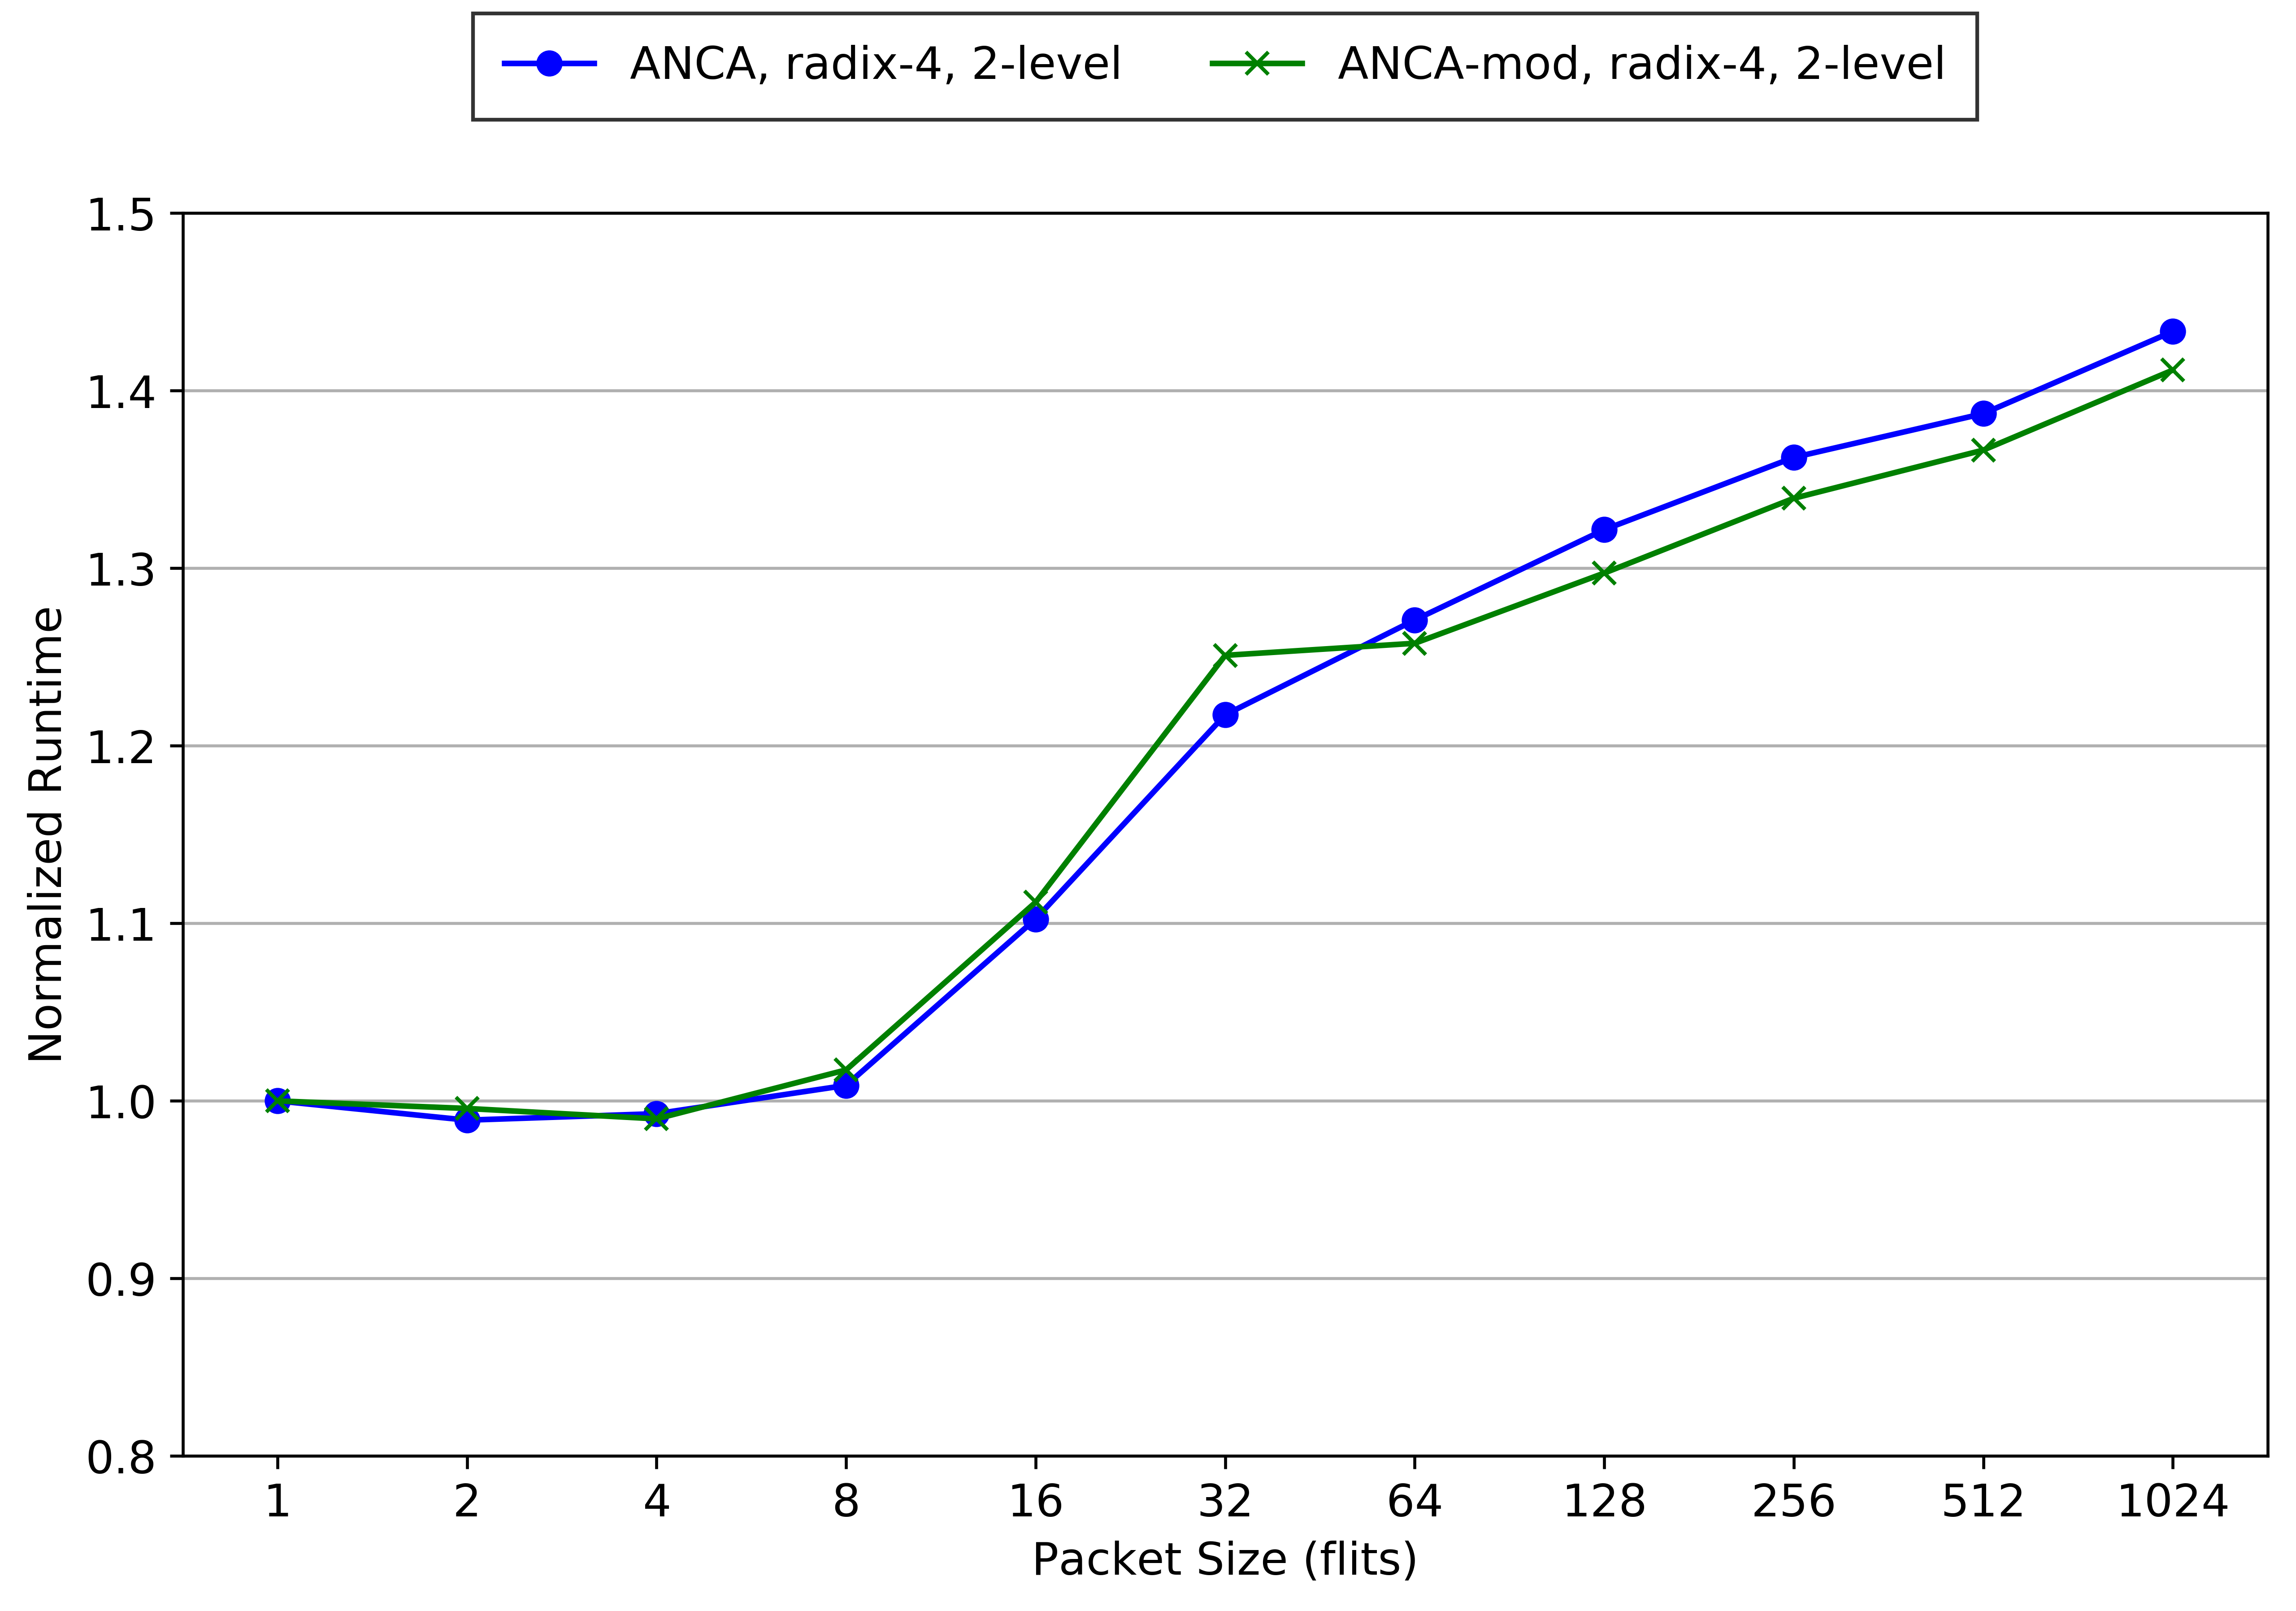 ANCA, radix-4, 2-level
ANCA-mod, radix-4, 2-level
1.5
1.4
1.3
1.2
1.1
1.0
0.9
0.8
Normalized Runtime
1 2 4 8 16 32 64 128 256 512 1024
Packet Size (flits)